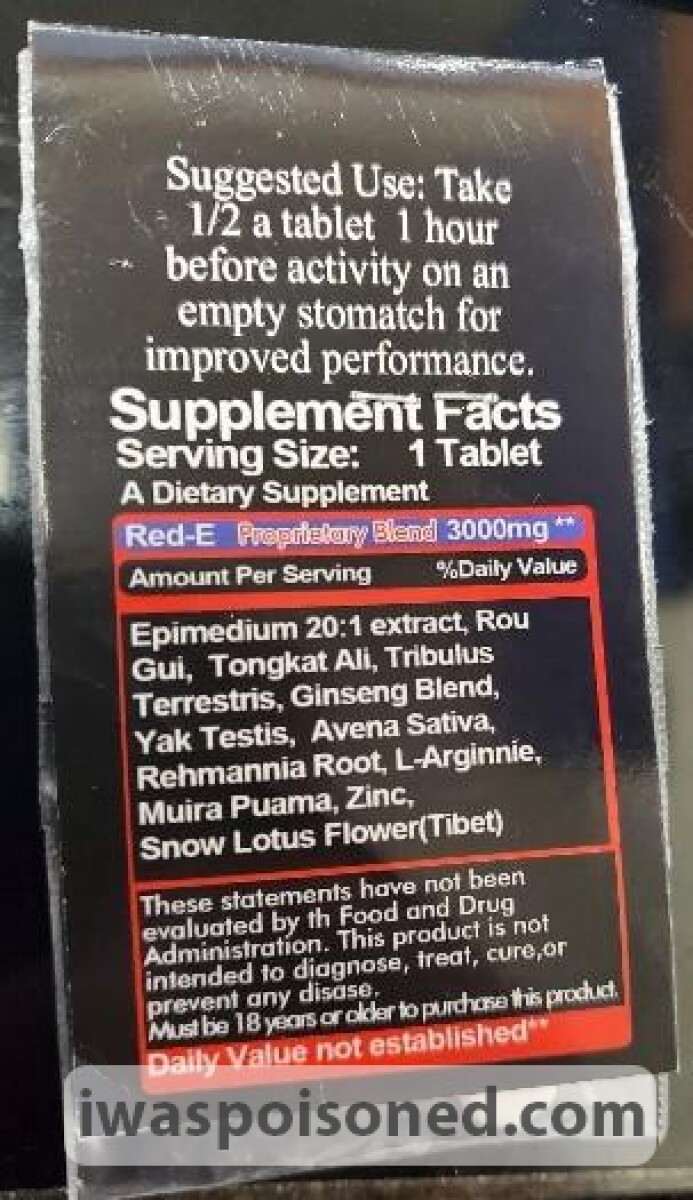 Suggested Use: Take
1/2 a tablet 1 hour
before activity on an
empty stomatch for
improved performance.
Supplement Facts
Serving Size: 1 Tablet
A Dietary Supplement
Red-E Proprietary Blend 3000mg **
Amount Per Serving %Daily Value
Epimedium 20:1 extract, Rou
Gui, Tongkat Ali, Tribulus
Terrestris, Ginseng Blend,
Yak Testis, Avena Sativa,
Rehmannia Root, L-Arginnie,
Muira Puama, Zinc,
Snow Lotus Flower(Tibet)
These statements have not been
evaluated by th Food and Drug
Administration. This product is not
intended to diagnose, treat, cure,or
prevent any disase.
Must be 18 years or older to purchase this product.
Daily Value not established**
iwaspoisoned.com